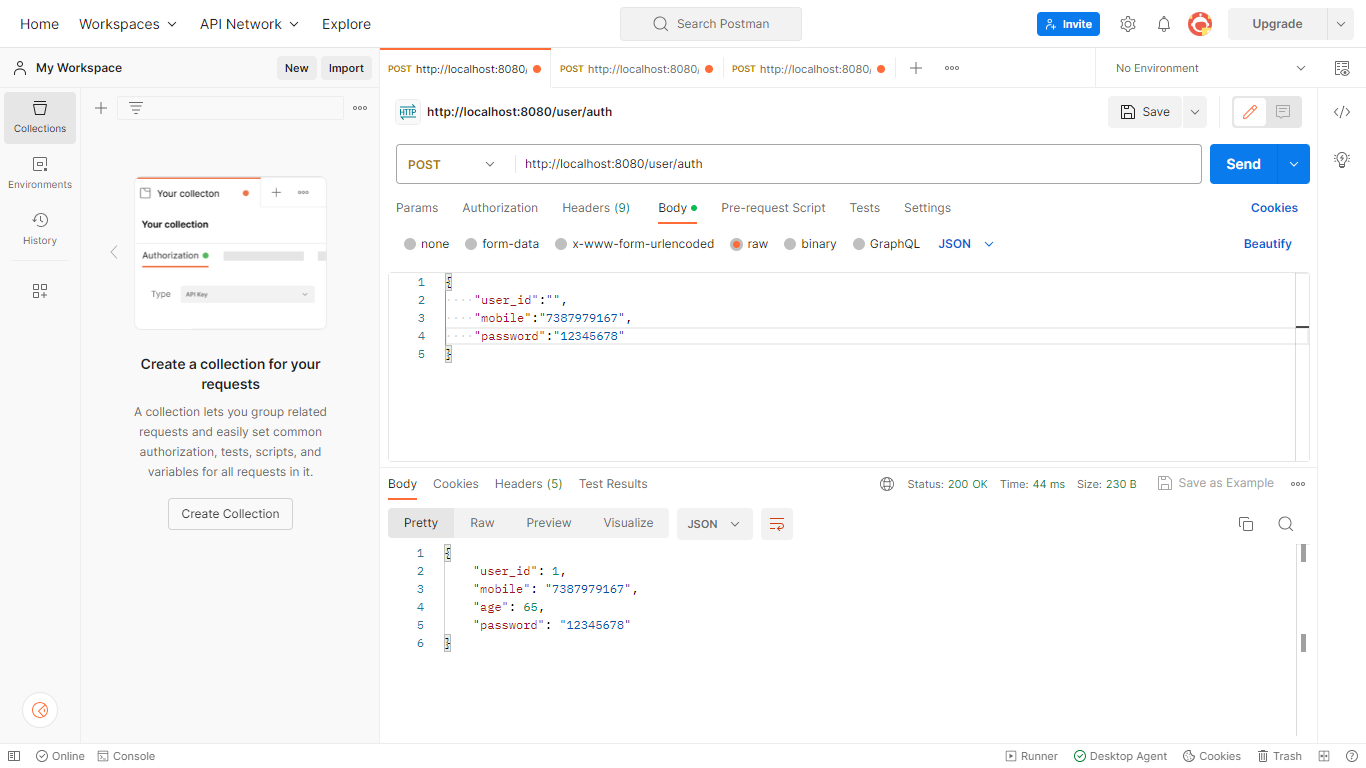 Home Workspaces API Network Explore Search Postman Invite Upgrade
My Workspace New Import POST http://localhost:8080/ POST http://localhost:8080/ POST http://localhost:8080/ No Environment
Collections
Environments
History
Your collecton
Your collection
Authorization
Type API Key
Create a collection for your
requests
A collection lets you group related
requests and easily set common
authorization, tests, scripts, and
variables for all requests in it.
Create Collection
HTTP http://localhost:8080/user/auth Save
POST http://localhost:8080/user/auth Send
Params Authorization Headers (9) Body Pre-request Script Tests Settings Cookies
none form-data x-www-form-urlencoded raw binary GraphQL JSON Beautify
1 {
2 "user_id":"",
3 "mobile":"7387979167",
4 "password":"12345678"
5 }
Body Cookies Headers (5) Test Results Status: 200 OK Time: 44 ms Size: 230 B Save as Example
Pretty Raw Preview Visualize JSON
1 {
2 "user_id": 1,
3 "mobile": "7387979167",
4 "age": 65,
5 "password": "12345678"
6 }
Online Console Runner Desktop Agent Cookies Trash